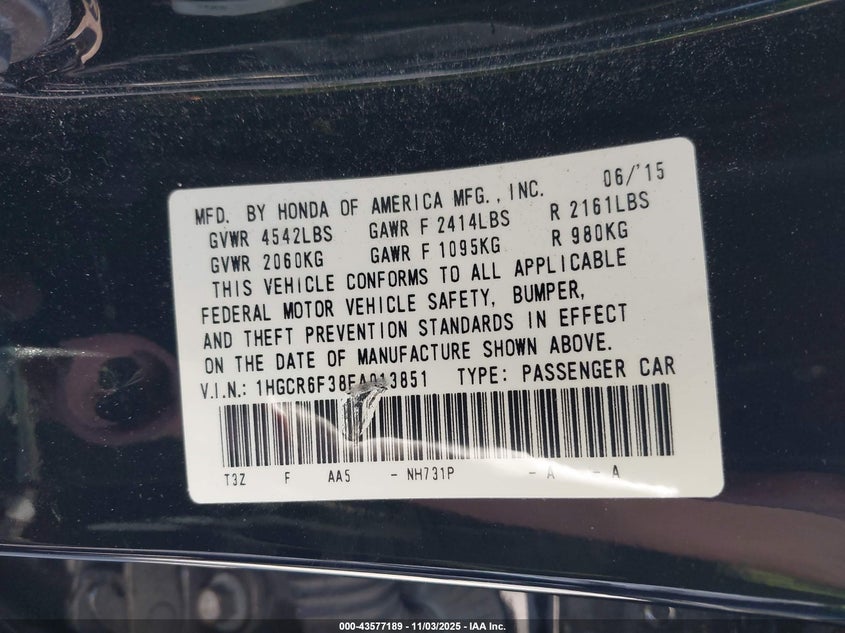 06/'15
MFD. BY HONDA OF AMERICA MFG., INC.
GVWR 4542LBS GAWR F 2414LBS R 2161LBS
GVWR 2060KG GAWR F 1095KG R 980KG
THIS VEHICLE CONFORMS TO ALL APPLICABLE
FEDERAL MOTOR VEHICLE SAFETY, BUMPER,
AND THEFT PREVENTION STANDARDS IN EFFECT
ON THE DATE OF MANUFACTURE SHOWN ABOVE.
V.I.N.: 1HGCR6F38FA013851 TYPE: PASSENGER CAR
T3Z F AA5 - NH731P - A - A
000-43577189 - 11/03/2025 - IAA Inc.